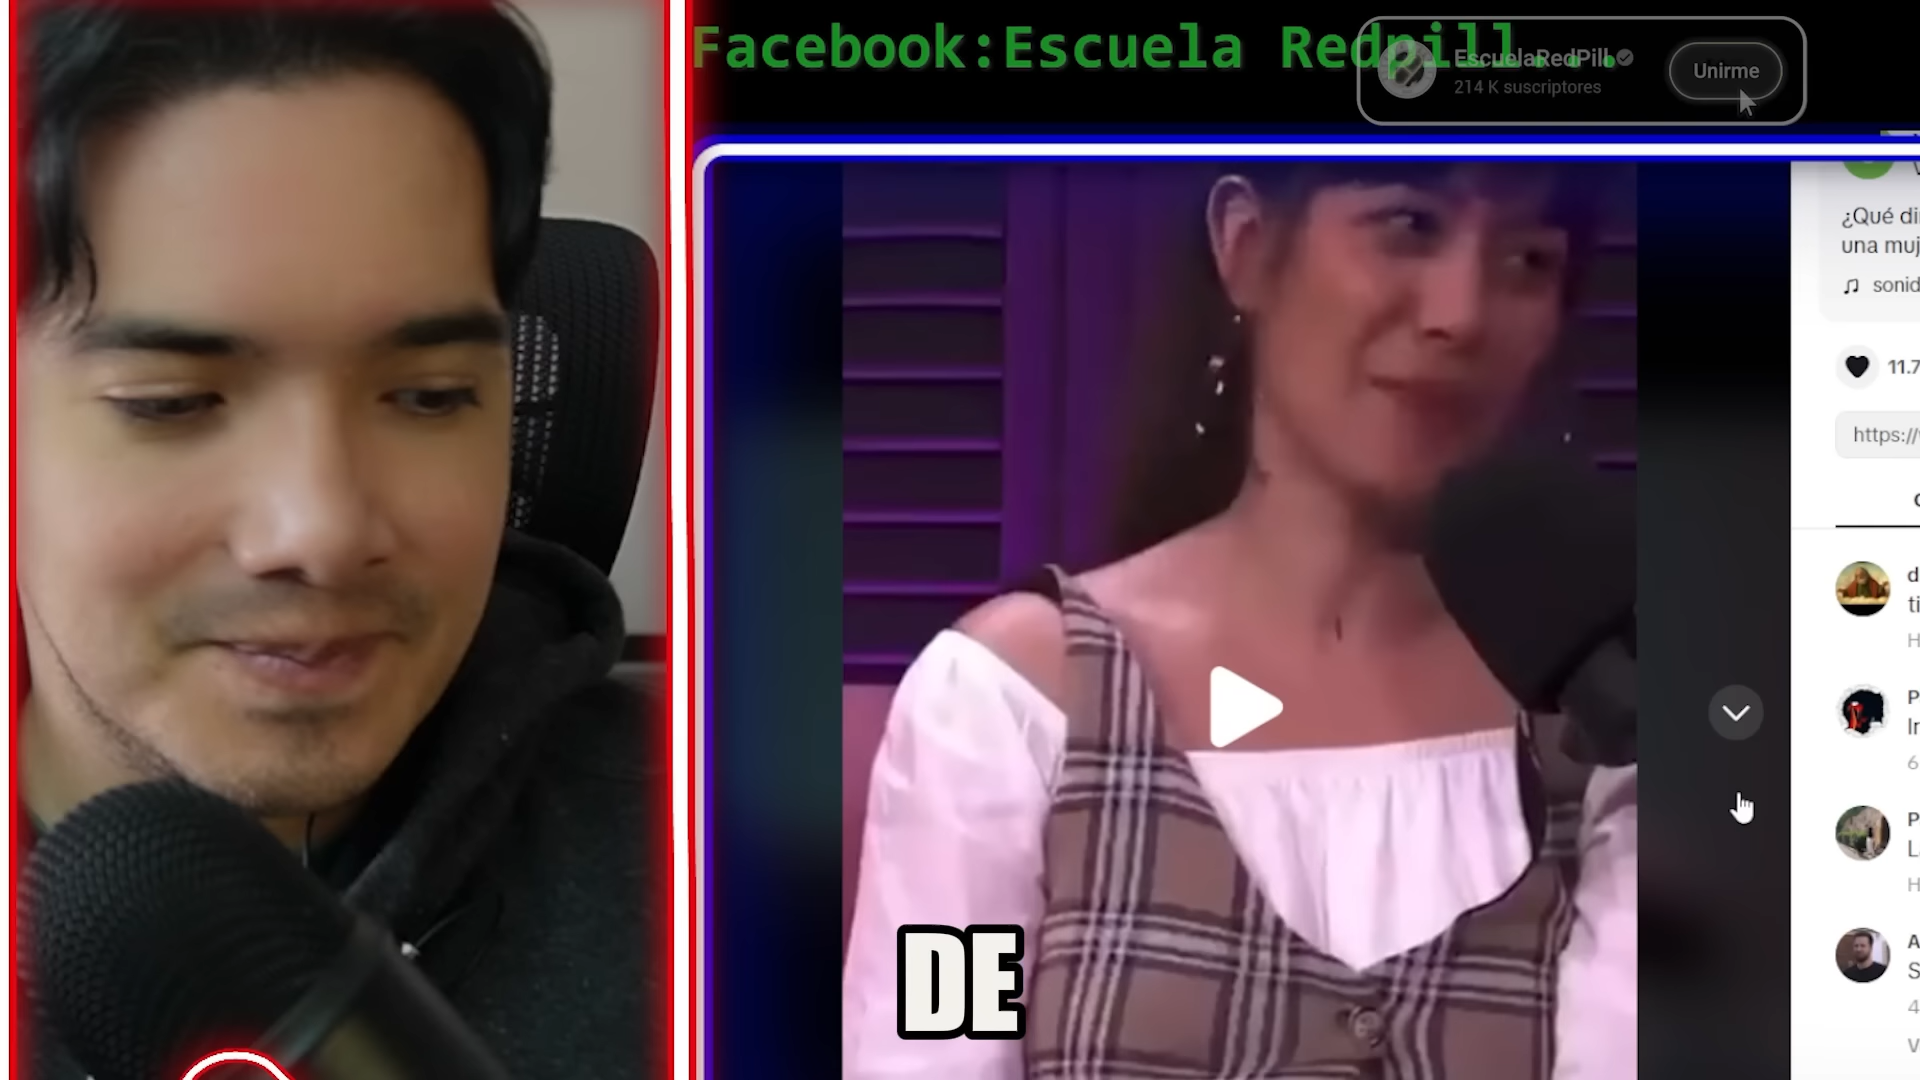 Facebook:Escuela Redpill...
EscuelaRedPill
214 K suscriptores
Unirme
¿Qué di
una muj
sonid
11.7
https://
DE